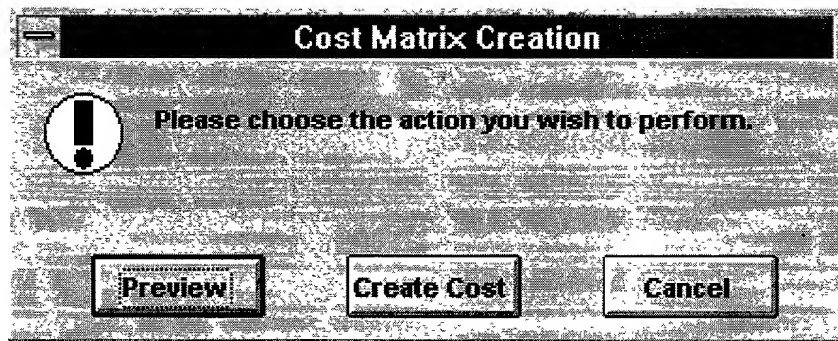 Cost Matrix Creation
Please choose the action you wish to perform.
Preview
Create Cost
Cancel